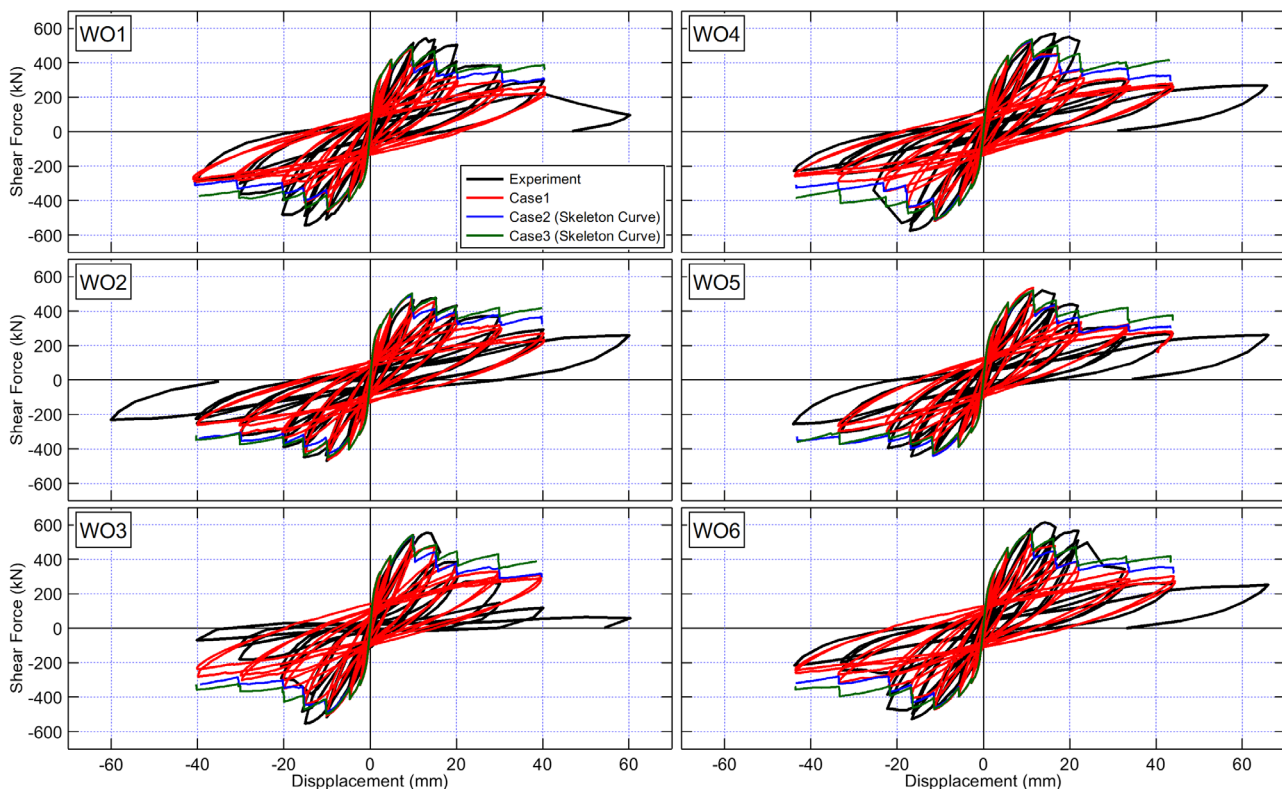 WO1
WO4
600
400
200
0
-200
-400
-600
Shear Force (kN)
Experiment
Case1
Case2 (Skeleton Curve)
Case3 (Skeleton Curve)
WO2
WO5
600
400
200
0
-200
-400
-600
Shear Force (kN)
WO3
WO6
600
400
200
0
-200
-400
-600
Shear Force (kN)
-60 -40 -20 0 20 40 60
-60 -40 -20 0 20 40 60
Dispplacement (mm)
Dispplacement (mm)